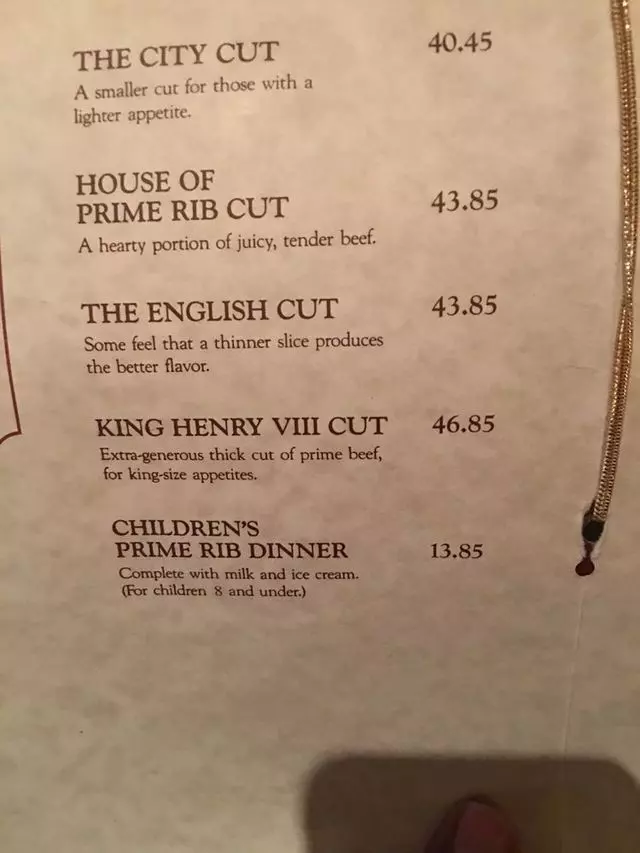 THE CITY CUT 40.45
A smaller cut for those with a
lighter appetite.
HOUSE OF
PRIME RIB CUT 43.85
A hearty portion of juicy, tender beef.
THE ENGLISH CUT 43.85
Some feel that a thinner slice produces
the better flavor.
KING HENRY VIII CUT 46.85
Extra-generous thick cut of prime beef,
for king-size appetites.
CHILDREN'S
PRIME RIB DINNER 13.85
Complete with milk and ice cream.
(For children 8 and under.)